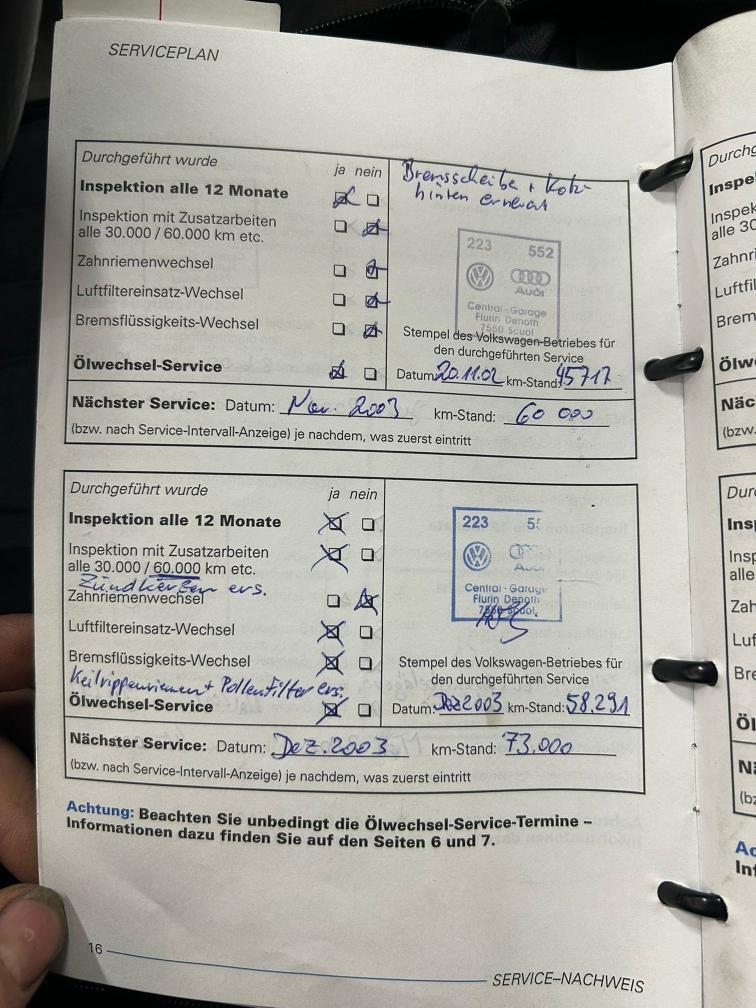 SERVICEPLAN
Durchgeführt wurde
ja nein
Inspektion alle 12 Monate
Inspektion mit Zusatzarbeiten
alle 30.000 / 60.000 km etc.
Zahnriemenwechsel
Luftfiltereinsatz-Wechsel
Bremsflüssigkeits-Wechsel
Ölwechsel-Service
Bremsscheibe + Kotz-
hinten erneuert
223 552
Audi
Central-Garage
Flurin Denoth
7550 Scuol
Stempel des Volkswagen-Betriebes für
den durchgeführten Service
Datum: 20.11.02 km-Stand: 45717
Nächster Service: Datum: Nov. 2003 km-Stand: 60 000
(bzw. nach Service-Intervall-Anzeige) je nachdem, was zuerst eintritt
Durchgeführt wurde
ja nein
Inspektion alle 12 Monate
Inspektion mit Zusatzarbeiten
alle 30.000 / 60.000 km etc.
Zündkerzen ers.
Zahnriemenwechsel
Luftfiltereinsatz-Wechsel
Bremsflüssigkeits-Wechsel
Keilrippenriemen + Pollenfilter ers.
Ölwechsel-Service
223 55
Audi
Central-Garage
Flurin Denoth
7550 Scuol
Stempel des Volkswagen-Betriebes für
den durchgeführten Service
Datum: Dez 2003 km-Stand: 58.291
Nächster Service: Datum: Dez. 2003 km-Stand: 73.000
(bzw. nach Service-Intervall-Anzeige) je nachdem, was zuerst eintritt
Achtung: Beachten Sie unbedingt die Ölwechsel-Service-Termine –
Informationen dazu finden Sie auf den Seiten 6 und 7.
16
SERVICE–NACHWEIS